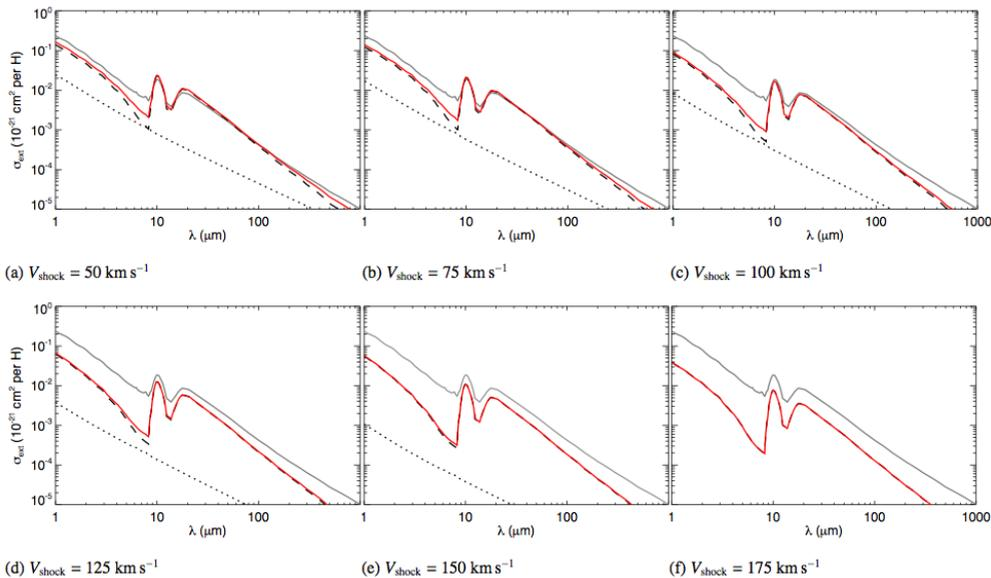 10⁰
10⁻¹
10⁻²
10⁻³
10⁻⁴
10⁻⁵
σext (10⁻²¹ cm² per H)
1 10 100
λ (μm)
1 10 100
λ (μm)
1 10 100 1000
λ (μm)
(a) Vshock = 50 km s⁻¹
(b) Vshock = 75 km s⁻¹
(c) Vshock = 100 km s⁻¹
10⁰
10⁻¹
10⁻²
10⁻³
10⁻⁴
10⁻⁵
σext (10⁻²¹ cm² per H)
1 10 100
λ (μm)
1 10 100
λ (μm)
1 10 100 1000
λ (μm)
(d) Vshock = 125 km s⁻¹
(e) Vshock = 150 km s⁻¹
(f) Vshock = 175 km s⁻¹